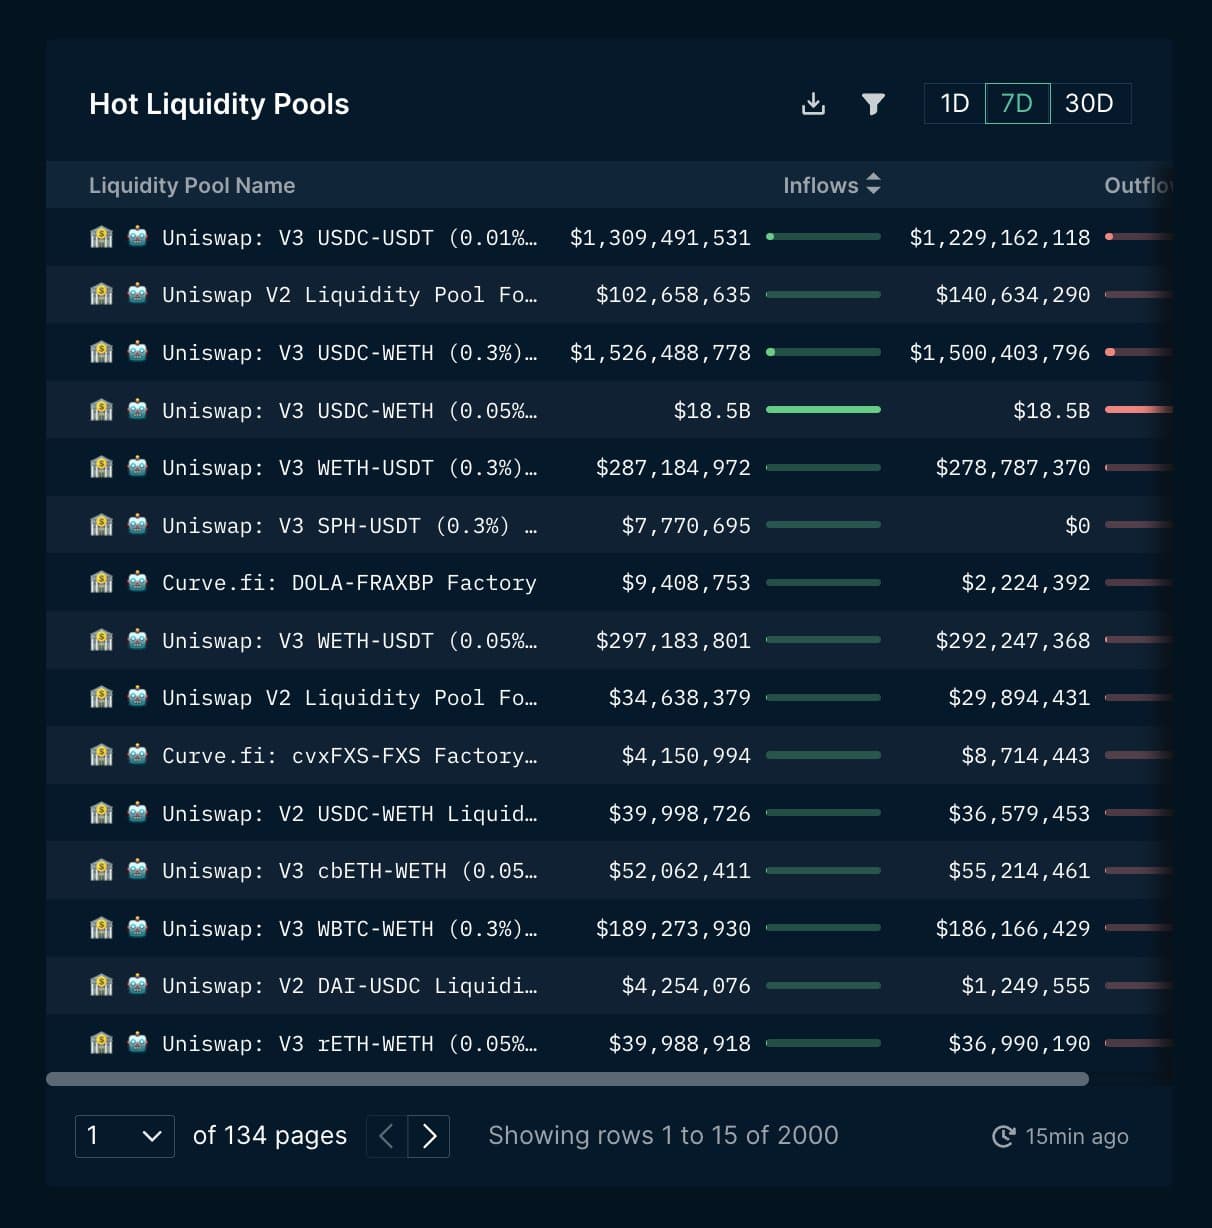 Hot Liquidity Pools 1D 7D 30D
Liquidity Pool Name Inflows Outflo
Uniswap: V3 USDC-USDT (0.01%… $1,309,491,531 $1,229,162,118
Uniswap V2 Liquidity Pool Fo… $102,658,635 $140,634,290
Uniswap: V3 USDC-WETH (0.3%)… $1,526,488,778 $1,500,403,796
Uniswap: V3 USDC-WETH (0.05%… $18.5B $18.5B
Uniswap: V3 WETH-USDT (0.3%)… $287,184,972 $278,787,370
Uniswap: V3 SPH-USDT (0.3%) … $7,770,695 $0
Curve.fi: DOLA-FRAXBP Factory $9,408,753 $2,224,392
Uniswap: V3 WETH-USDT (0.05%… $297,183,801 $292,247,368
Uniswap V2 Liquidity Pool Fo… $34,638,379 $29,894,431
Curve.fi: cvxFXS-FXS Factory… $4,150,994 $8,714,443
Uniswap: V2 USDC-WETH Liquid… $39,998,726 $36,579,453
Uniswap: V3 cbETH-WETH (0.05… $52,062,411 $55,214,461
Uniswap: V3 WBTC-WETH (0.3%)… $189,273,930 $186,166,429
Uniswap: V2 DAI-USDC Liquidi… $4,254,076 $1,249,555
Uniswap: V3 rETH-WETH (0.05%… $39,988,918 $36,990,190
1 of 134 pages Showing rows 1 to 15 of 2000 15min ago